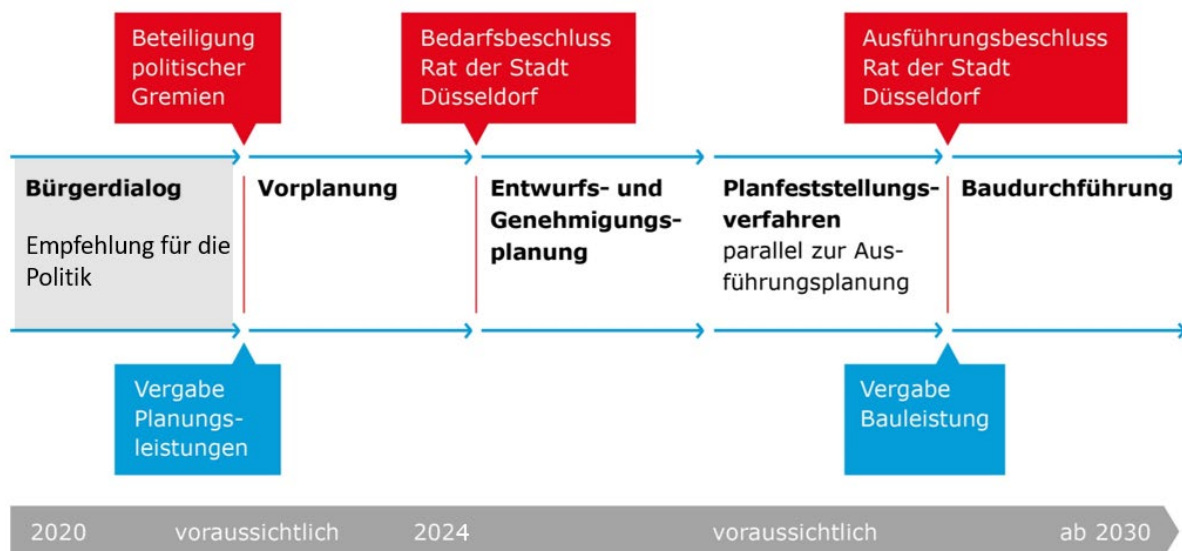 Beteiligung
politischer
Gremien
Bedarfsbeschluss
Rat der Stadt
Düsseldorf
Ausführungsbeschluss
Rat der Stadt
Düsseldorf
Bürgerdialog
Empfehlung für die
Politik
Vorplanung
Entwurfs- und
Genehmigungs-
planung
Planfeststellungs-
verfahren
parallel zur Aus-
führungsplanung
Baudurchführung
Vergabe
Planungs-
leistungen
Vergabe
Bauleistung
2020 voraussichtlich 2024 voraussichtlich ab 2030